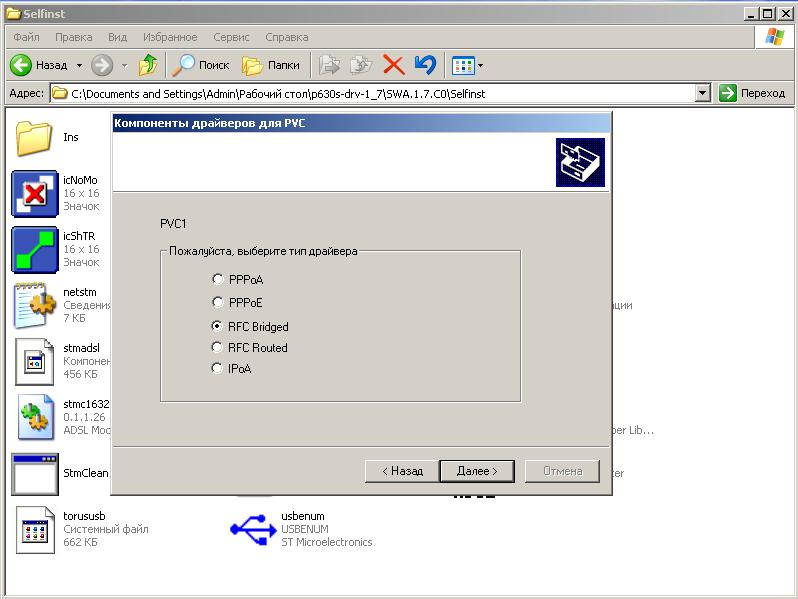 Selfinst
Файл Правка Вид Избранное Сервис Справка
Назад Поиск Папки
Адрес: C:\Documents and Settings\Admin\Рабочий стол\p630s-drv-1_7\SWA.1.7.C0\Selfinst Переход
Ins
icNoMo
16 x 16
Значок
icShTR
16 x 16
Значок
netstm
Сведения
7 КБ
stmadsl
Компонен
456 КБ
stmc1632
0.1.1.26
ADSL Mod
StmClean
torususb
Системный файл
662 КБ
usbenum
USBENUM
ST Microelectronics
ции
per Lib...
ter
Компоненты драйверов для PVC
PVC1
Пожалуйста, выберите тип драйвера
PPPoA
PPPoE
RFC Bridged
RFC Routed
IPoA
< Назад Далее > Отмена